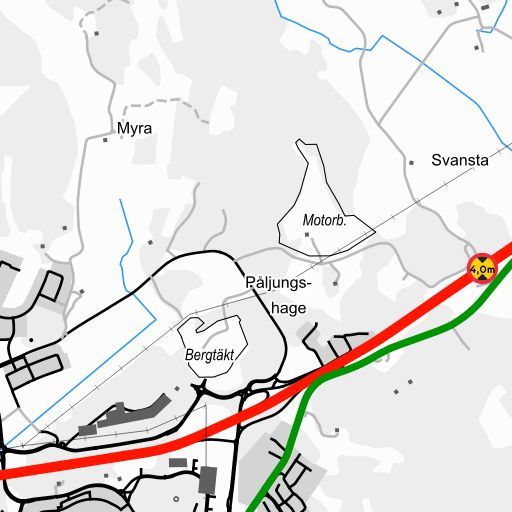 Myra
Svansta
Motorb.
4,0m
Påljungs-
hage
Bergtäkt